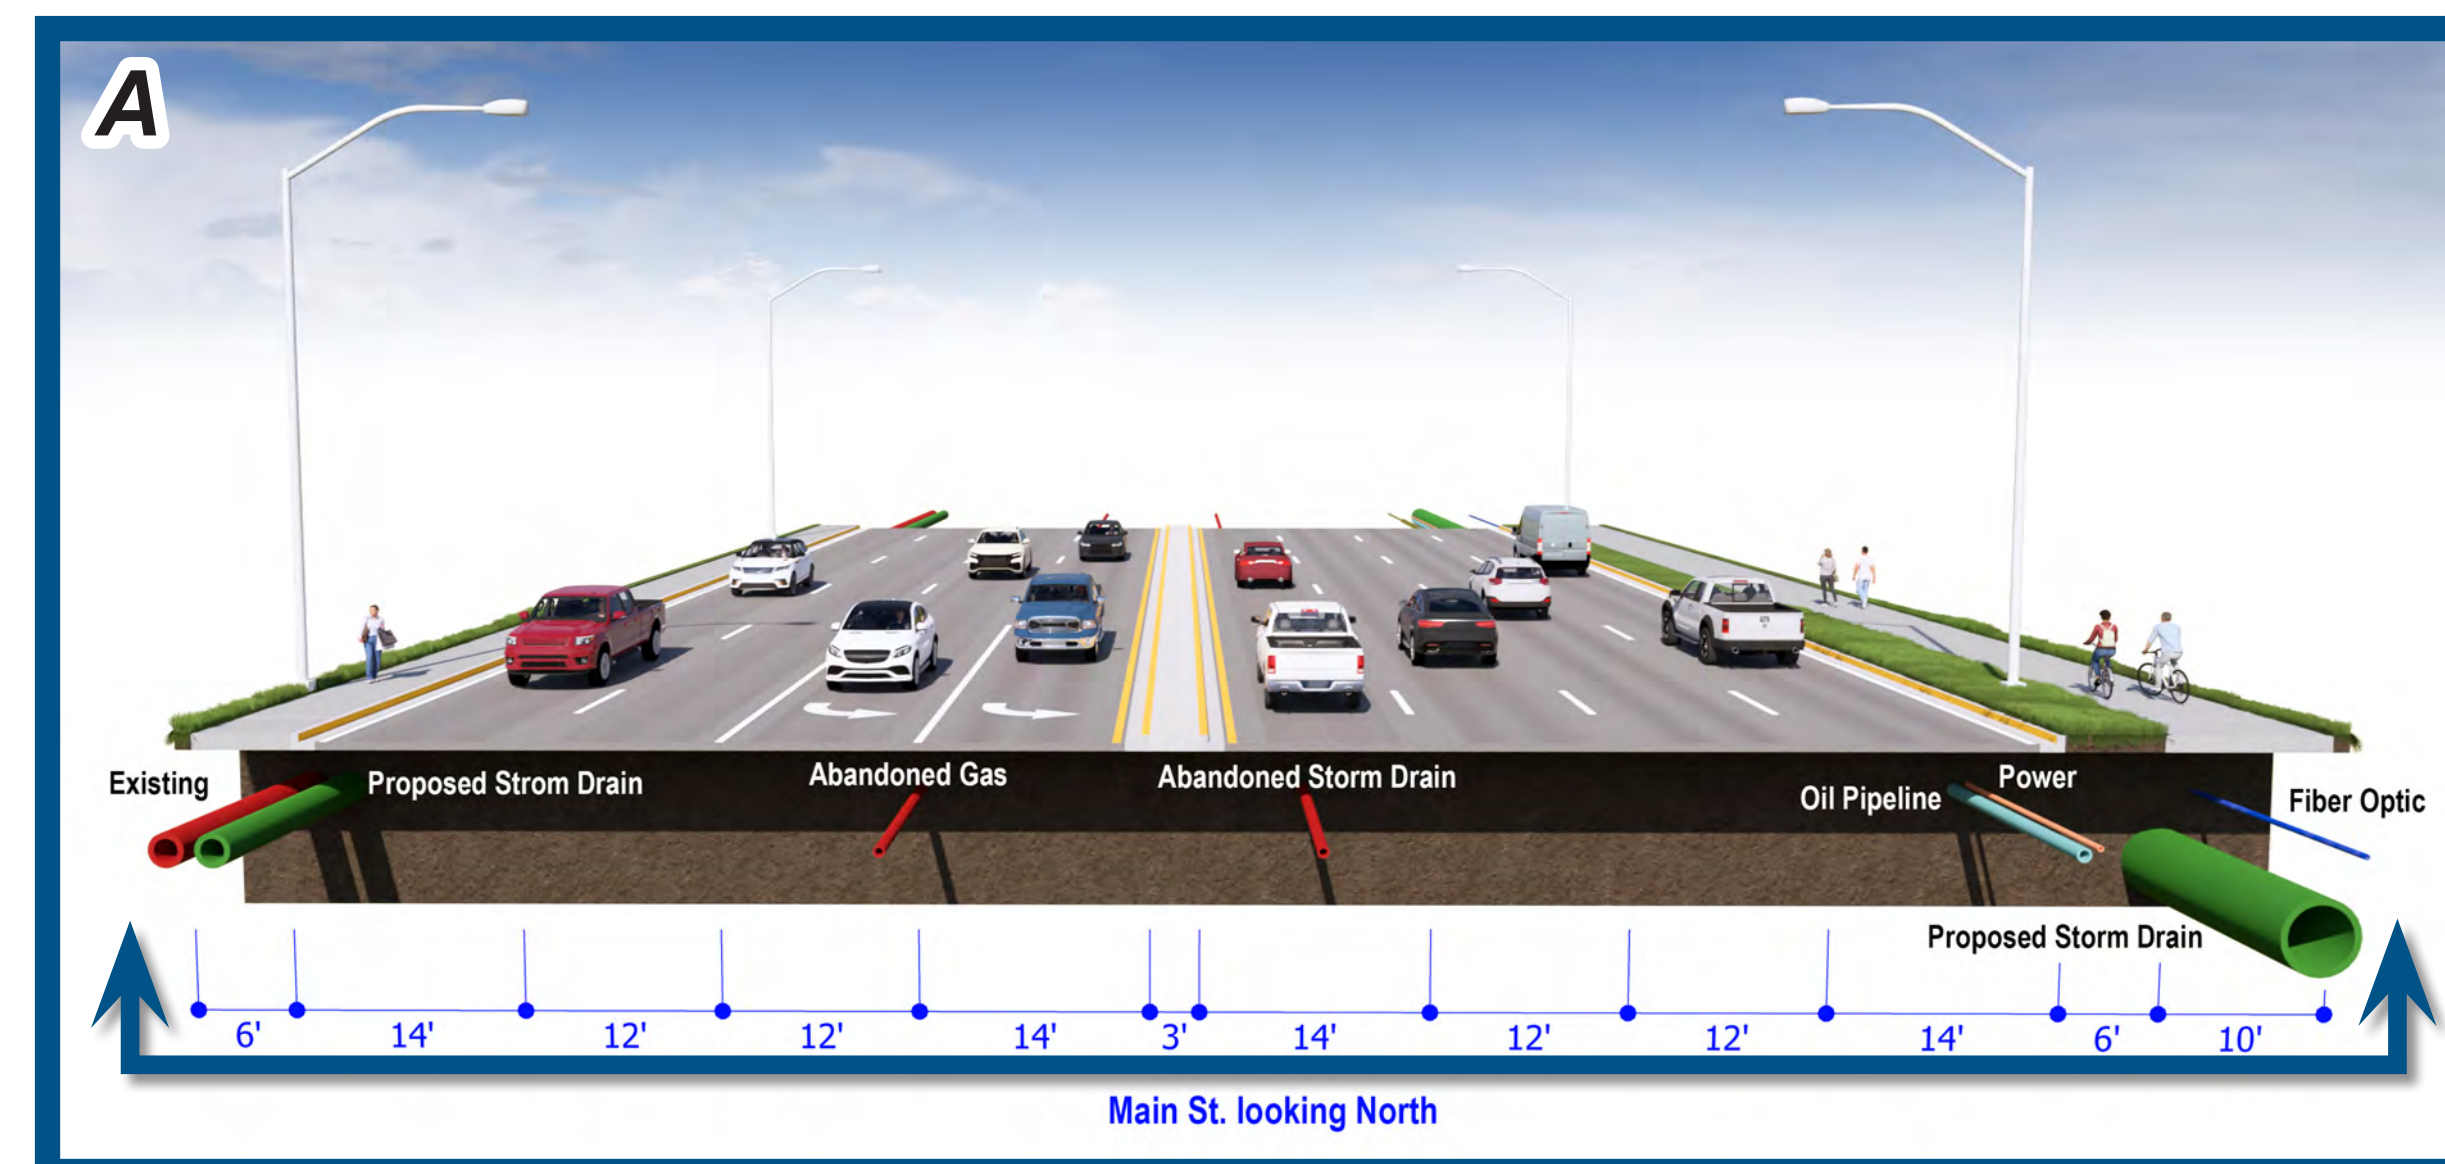 A
Existing
Proposed Strom Drain
Abandoned Gas
Abandoned Storm Drain
Oil Pipeline
Power
Fiber Optic
Proposed Storm Drain
6' 14' 12' 12' 14' 3' 14' 12' 12' 14' 6' 10'
Main St. looking North